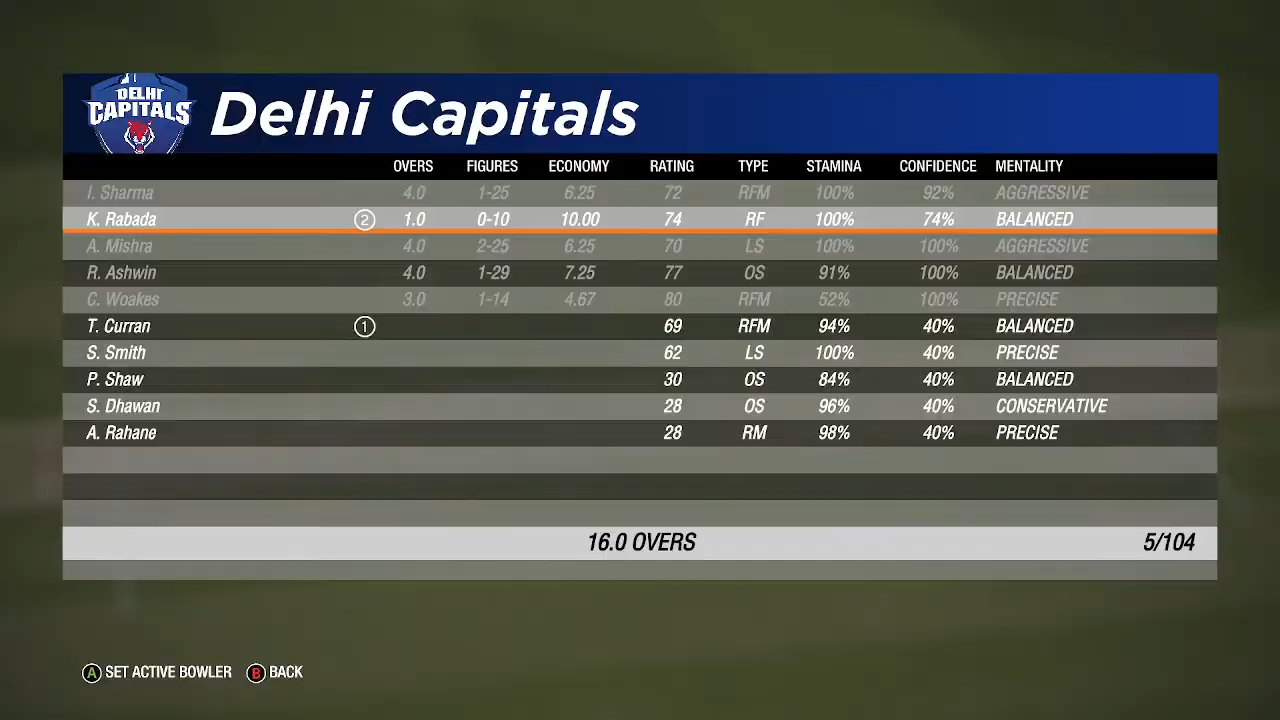 DELHI
CAPITALS
Delhi Capitals
OVERS FIGURES ECONOMY RATING TYPE STAMINA CONFIDENCE MENTALITY
I. Sharma 4.0 1-25 6.25 72 RFM 100% 92% AGGRESSIVE
K. Rabada 2 1.0 0-10 10.00 74 RF 100% 74% BALANCED
A. Mishra 4.0 2-25 6.25 70 LS 100% 100% AGGRESSIVE
R. Ashwin 4.0 1-29 7.25 77 OS 91% 100% BALANCED
C. Woakes 3.0 1-14 4.67 80 RFM 52% 100% PRECISE
T. Curran 1 69 RFM 94% 40% BALANCED
S. Smith 62 LS 100% 40% PRECISE
P. Shaw 30 OS 84% 40% BALANCED
S. Dhawan 28 OS 96% 40% CONSERVATIVE
A. Rahane 28 RM 98% 40% PRECISE
16.0 OVERS 5/104
A SET ACTIVE BOWLER B BACK